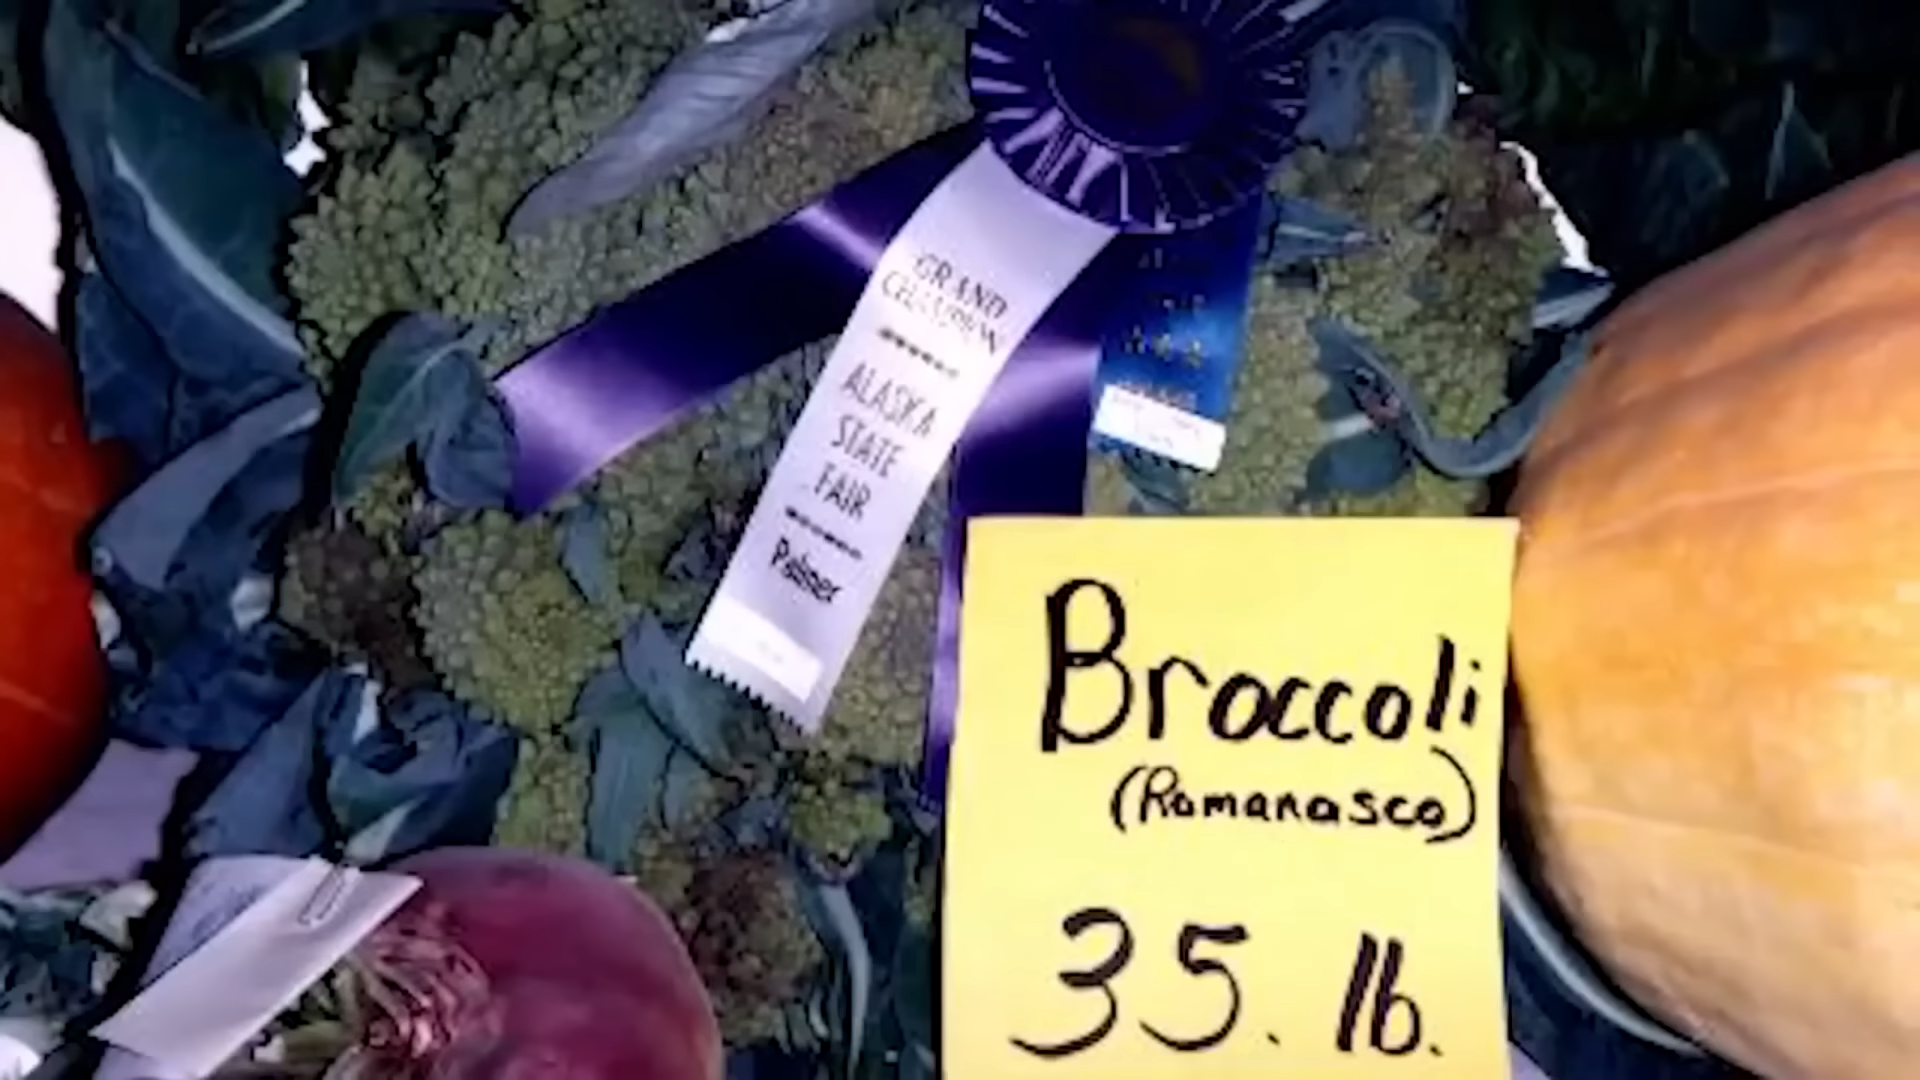 GRAND
CHAMPION
ALASKA
STATE
FAIR
Palmer
Broccoli
(Romanasco)
35. lb.